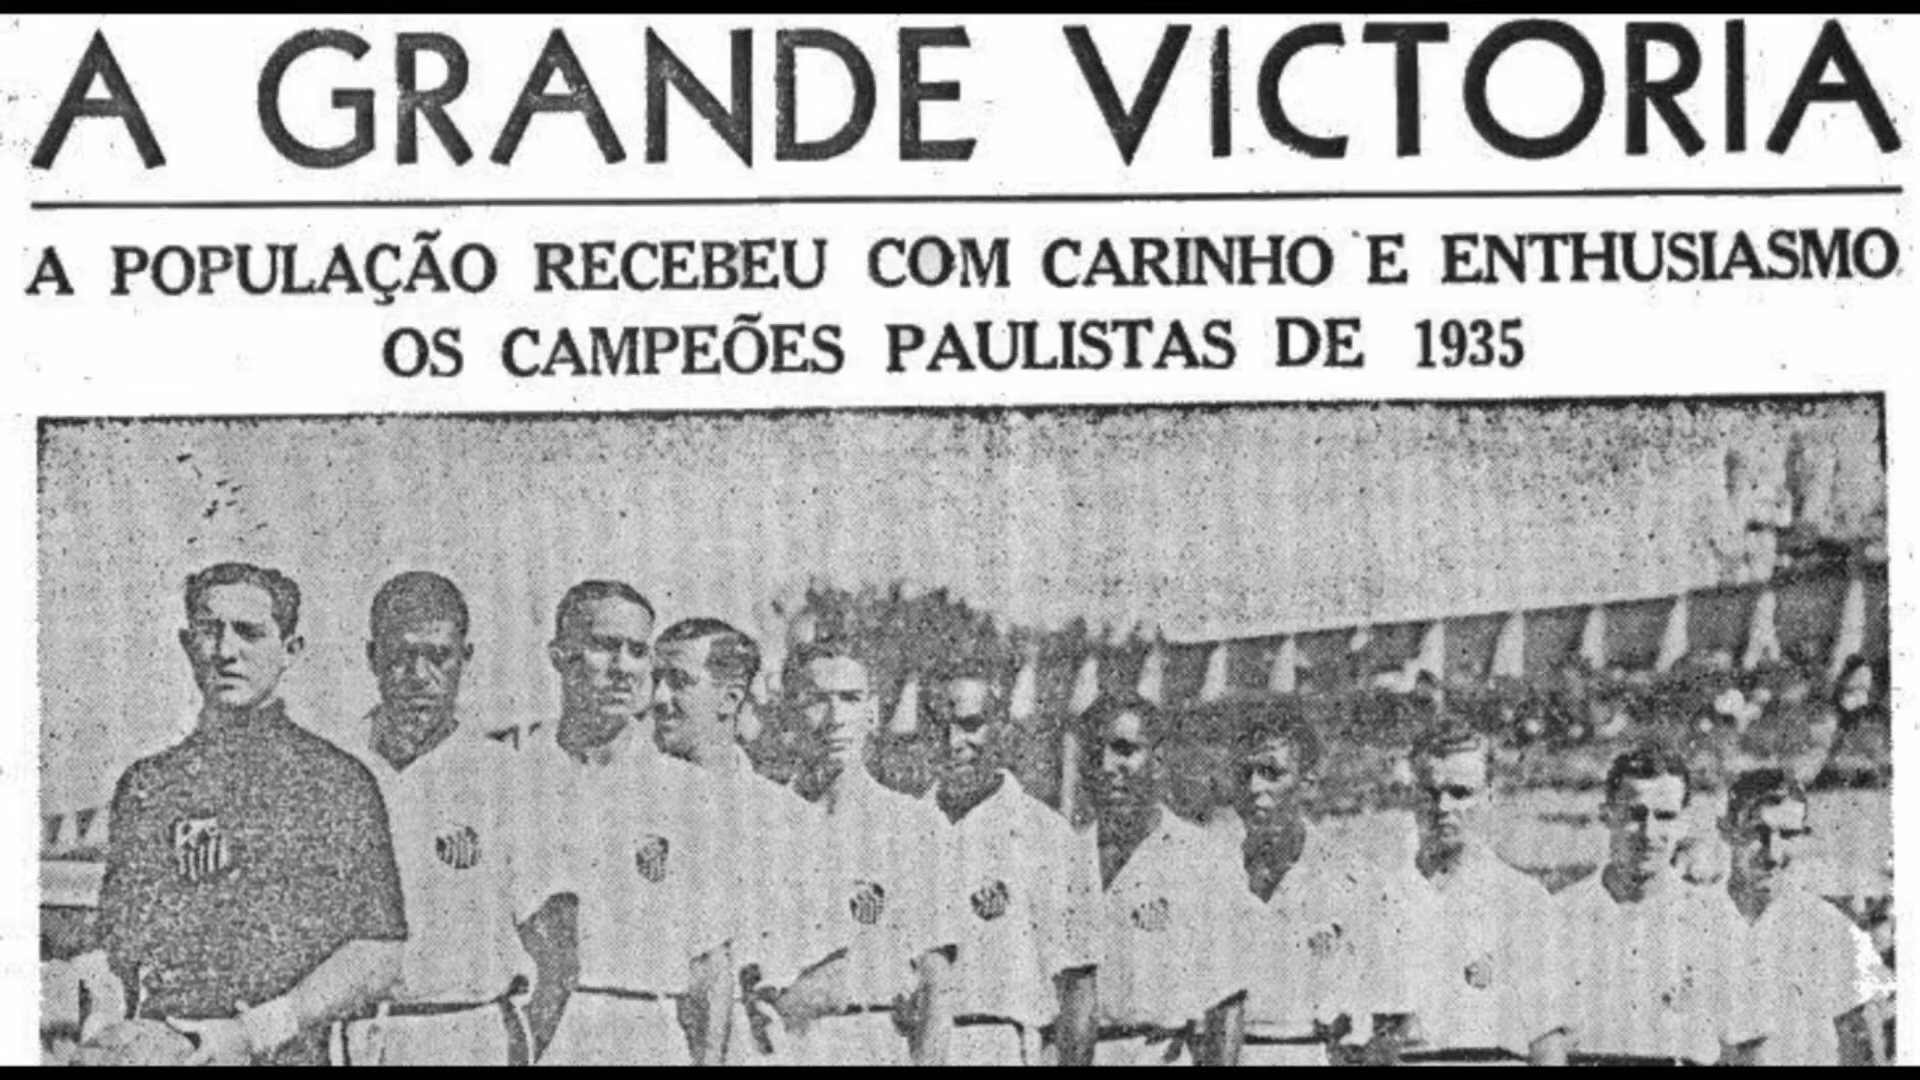 A GRANDE VICTORIA
A POPULAÇÃO RECEBEU COM CARINHO E ENTHUSIASMO
OS CAMPEÕES PAULISTAS DE 1935